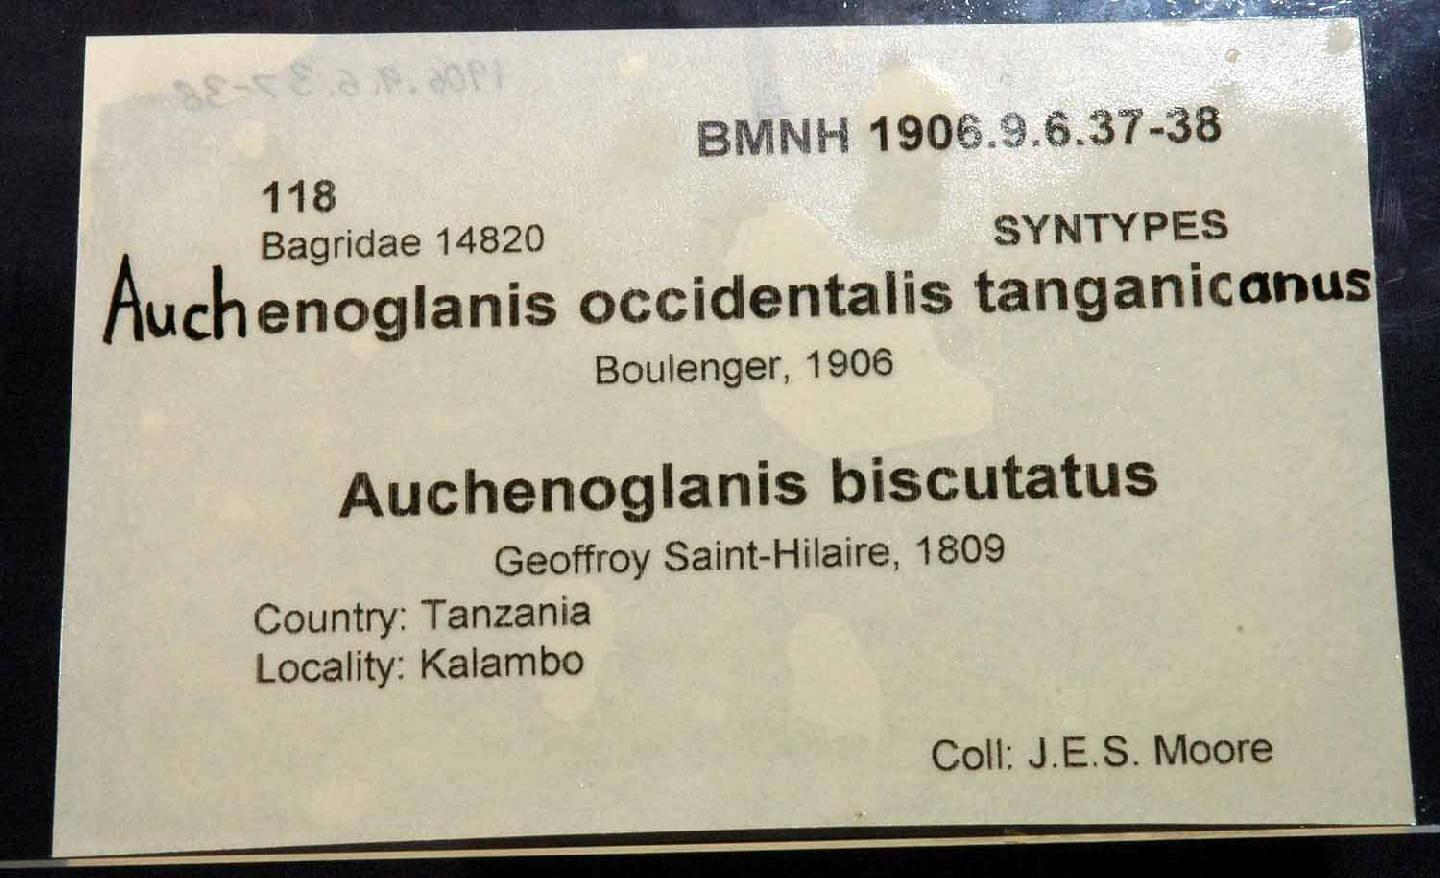 1906.9.6.37-38
BMNH 1906.9.6.37-38
118
SYNTYPES
Bagridae 14820
Auchenoglanis occidentalis tanganicanus
Boulenger, 1906
Auchenoglanis biscutatus
Geoffroy Saint-Hilaire, 1809
Country: Tanzania
Locality: Kalambo
Coll: J.E.S. Moore